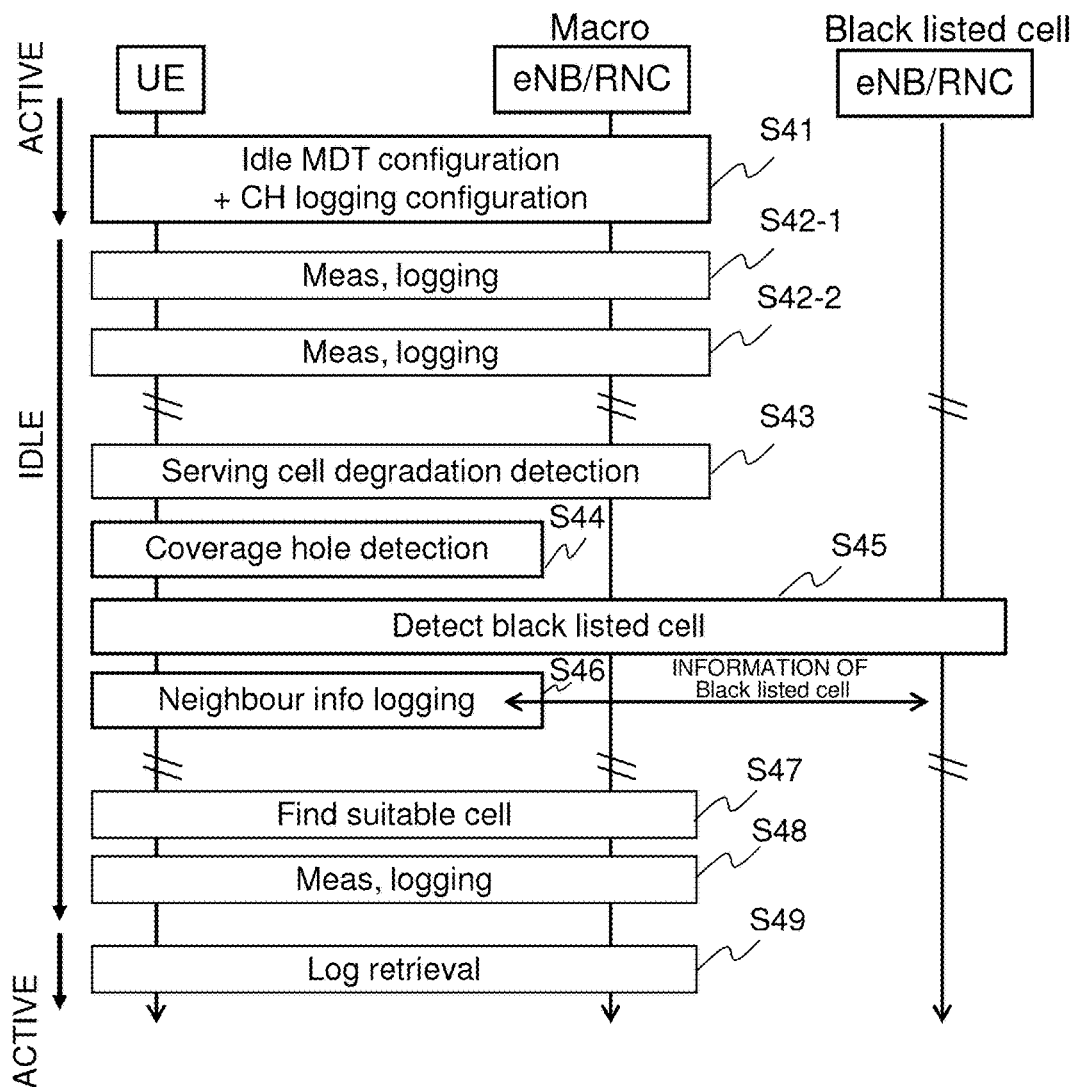 Macro
Black listed cell
UE
eNB/RNC
eNB/RNC
ACTIVE
S41
Idle MDT configuration
+ CH logging configuration
S42-1
Meas, logging
S42-2
Meas, logging
IDLE
S43
Serving cell degradation detection
S44
Coverage hole detection
S45
Detect black listed cell
S46
INFORMATION OF
Black listed cell
Neighbour info logging
S47
Find suitable cell
S48
Meas, logging
S49
Log retrieval
ACTIVE